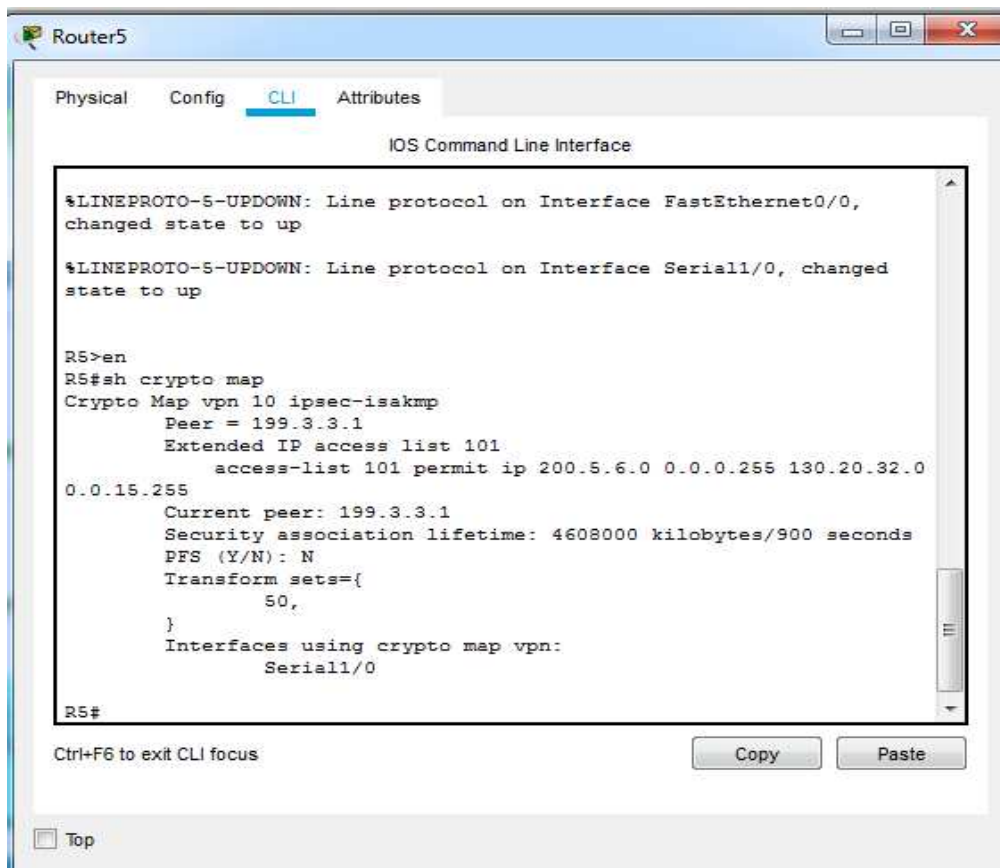 Router5
Physical Config CLI Attributes
IOS Command Line Interface
%LINEPROTO-5-UPDOWN: Line protocol on Interface FastEthernet0/0,
changed state to up
%LINEPROTO-5-UPDOWN: Line protocol on Interface Serial1/0, changed
state to up
R5>en
R5#sh crypto map
Crypto Map vpn 10 ipsec-isakmp
Peer = 199.3.3.1
Extended IP access list 101
access-list 101 permit ip 200.5.6.0 0.0.0.255 130.20.32.0
0.0.15.255
Current peer: 199.3.3.1
Security association lifetime: 4608000 kilobytes/900 seconds
PFS (Y/N): N
Transform sets={
50,
}
Interfaces using crypto map vpn:
Serial1/0
R5#
Ctrl+F6 to exit CLI focus
Copy Paste
Top